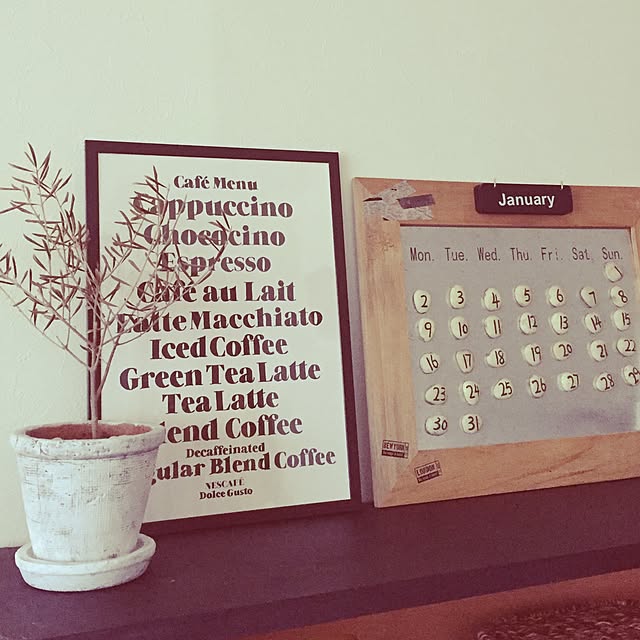 Café Menu
Cappuccino
Chococino
Espresso
Café au Lait
Latte Macchiato
Iced Coffee
Green Tea Latte
Tea Latte
Blend Coffee
Decaffeinated
Regular Blend Coffee
NESCAFÉ
Dolce Gusto
January
Mon. Tue. Wed. Thu. Fri. Sat. Sun.
1
2 3 4 5 6 7 8
9 10 11 12 13 14 15
16 17 18 19 20 21 22
23 24 25 26 27 28 29
30 31
NEW YORK
LONDON